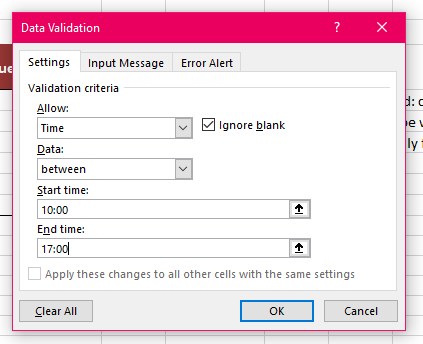 Data Validation
?
Settings
Input Message
Error Alert
Validation criteria
Allow:
Time
Ignore blank
Data:
between
Start time:
10:00
End time:
17:00
Apply these changes to all other cells with the same settings
Clear All
OK
Cancel